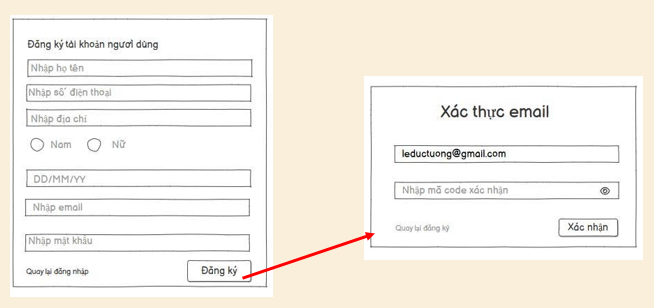 Đăng ký tài khoản người dùng
Nhập họ tên
Nhập số điện thoại
Nhập địa chỉ
Nam Nữ
DD/MM/YY
Nhập email
Nhập mật khẩu
Quay lại đăng nhập Đăng ký
Xác thực email
leductuong@gmail.com
Nhập mã code xác nhận
Quay lại đăng ký Xác nhận